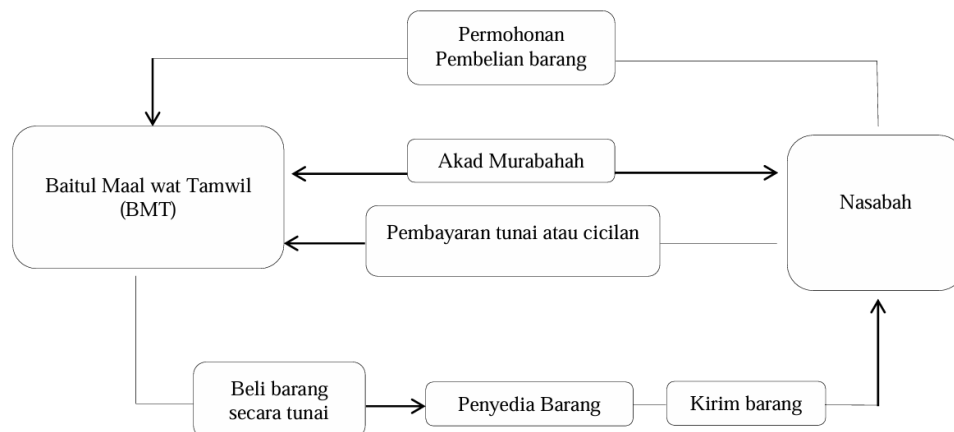 Permohonan
Pembelian barang
Akad Murabahah
Baitul Maal wat Tamwil
(BMT)
Nasabah
Pembayaran tunai atau cicilan
Beli barang
secara tunai
Penyedia Barang
Kirim barang